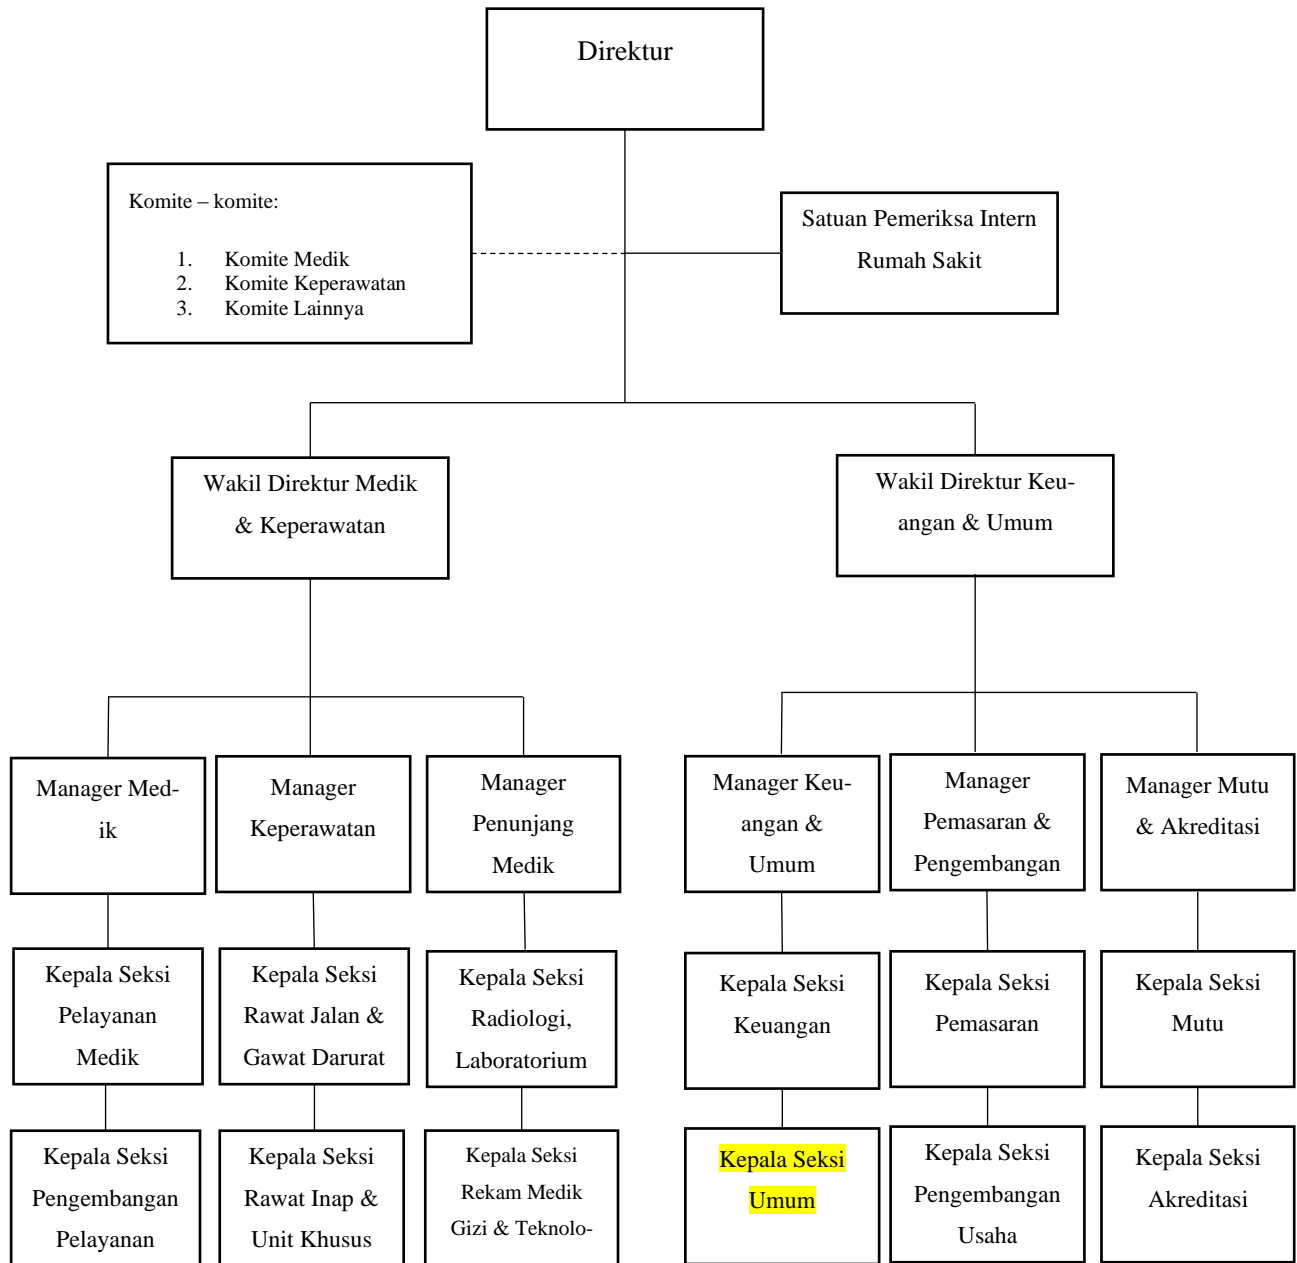 Direktur
Komite – komite:
1. Komite Medik
2. Komite Keperawatan
3. Komite Lainnya
Satuan Pemeriksa Intern
Rumah Sakit
Wakil Direktur Medik
& Keperawatan
Wakil Direktur Keu-
angan & Umum
Manager Med-
ik
Manager
Keperawatan
Manager
Penunjang
Medik
Manager Keu-
angan &
Umum
Manager
Pemasaran &
Pengembangan
Manager Mutu
& Akreditasi
Kepala Seksi
Pelayanan
Medik
Kepala Seksi
Rawat Jalan &
Gawat Darurat
Kepala Seksi
Radiologi,
Laboratorium
Kepala Seksi
Keuangan
Kepala Seksi
Pemasaran
Kepala Seksi
Mutu
Kepala Seksi
Pengembangan
Pelayanan
Kepala Seksi
Rawat Inap &
Unit Khusus
Kepala Seksi
Rekam Medik
Gizi & Teknolo-
Kepala Seksi
Umum
Kepala Seksi
Pengembangan
Usaha
Kepala Seksi
Akreditasi